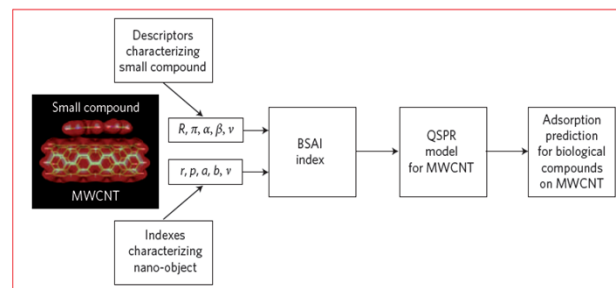 Descriptors
characterizing
small compound
Small compound
MWCNT
R, π, α, β, ν
r, p, a, b, ν
Indexes
characterizing
nano-object
BSAI
index
QSPR
model
for MWCNT
Adsorption
prediction
for biological
compounds
on MWCNT